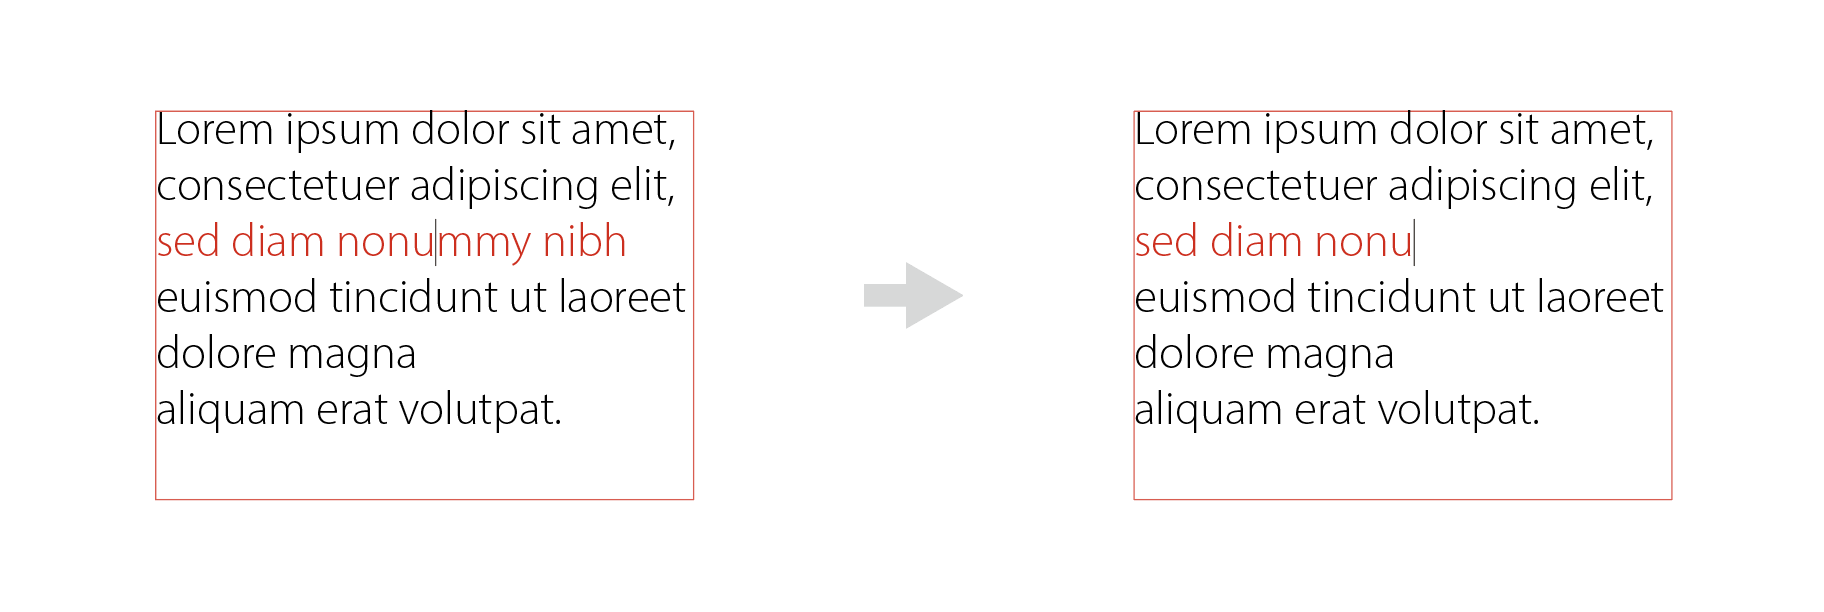 Lorem ipsum dolor sit amet,
consectetuer adipiscing elit,
sed diam nonummy nibh
euismod tincidunt ut laoreet
dolore magna
aliquam erat volutpat.
Lorem ipsum dolor sit amet,
consectetuer adipiscing elit,
sed diam nonu
euismod tincidunt ut laoreet
dolore magna
aliquam erat volutpat.